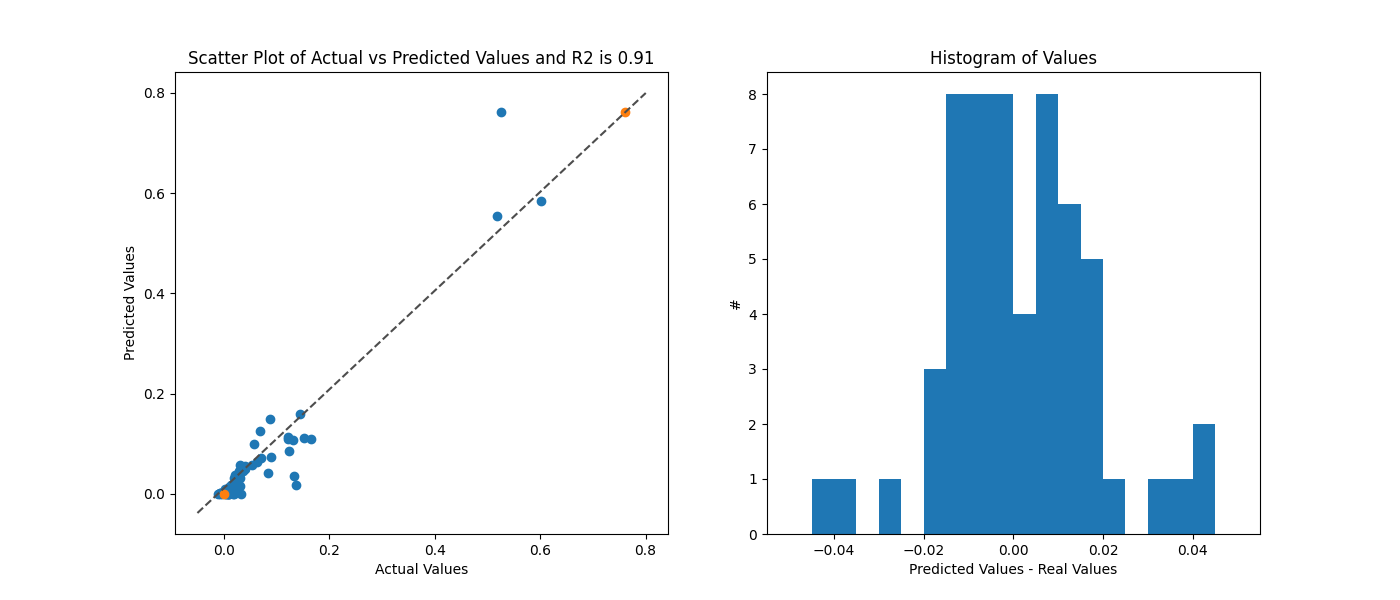 Scatter Plot of Actual vs Predicted Values and R2 is 0.91
Predicted Values
0.8
0.6
0.4
0.2
0.0
0.0 0.2 0.4 0.6 0.8
Actual Values
Histogram of Values
#
8
7
6
5
4
3
2
1
0
−0.04 −0.02 0.00 0.02 0.04
Predicted Values - Real Values